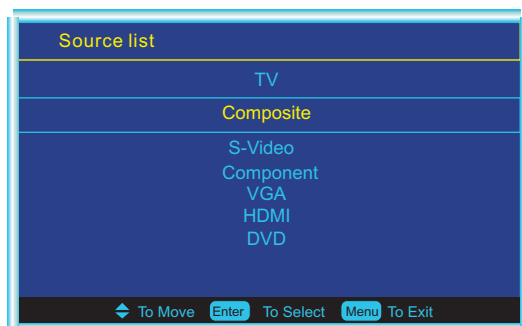 Source list
TV
Composite
S-Video
Component
VGA
HDMI
DVD
To Move Enter To Select Menu To Exit